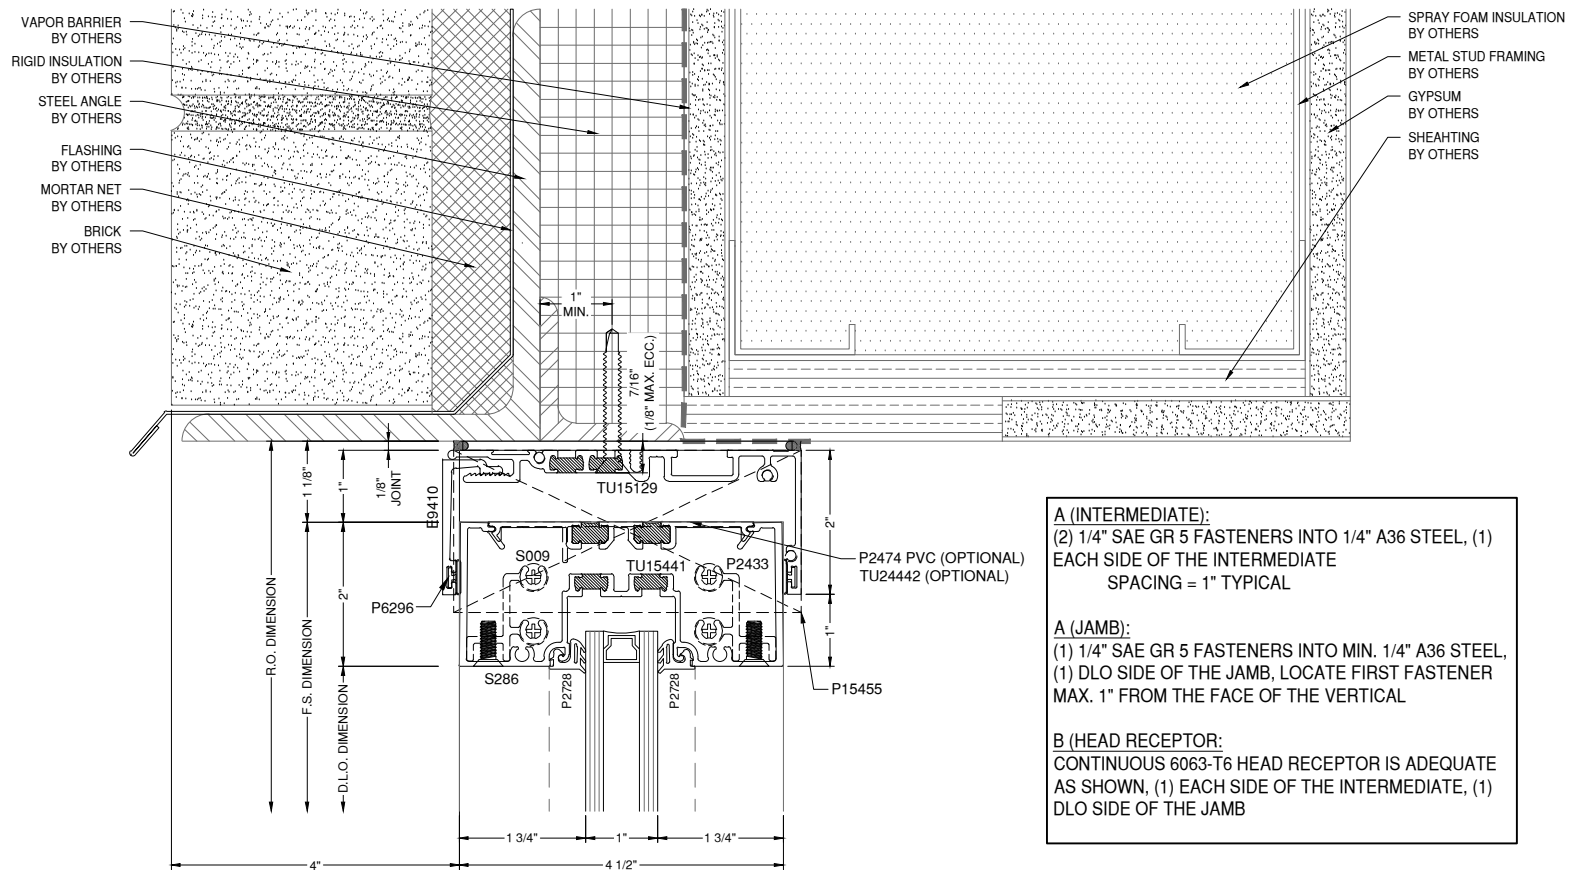 VAPOR BARRIER
BY OTHERS
RIGID INSULATION
BY OTHERS
STEEL ANGLE
BY OTHERS
FLASHING
BY OTHERS
MORTAR NET
BY OTHERS
BRICK
BY OTHERS
SPRAY FOAM INSULATION
BY OTHERS
METAL STUD FRAMING
BY OTHERS
GYPSUM
BY OTHERS
SHEAHTING
BY OTHERS
1"
MIN.
7/16"
(1/8" MAX. ECC.)
1 1/8"
1"
1/8"
JOINT
E9410
TU15129
2"
S009
TU15441
P2433
P2474 PVC (OPTIONAL)
TU24442 (OPTIONAL)
2"
P6296
1"
R.O. DIMENSION
F.S. DIMENSION
D.L.O. DIMENSION
S286
P2728
P2728
P15455
1 3/4"
1"
1 3/4"
4"
4 1/2"
A (INTERMEDIATE):
(2) 1/4" SAE GR 5 FASTENERS INTO 1/4" A36 STEEL, (1)
EACH SIDE OF THE INTERMEDIATE
SPACING = 1" TYPICAL
A (JAMB):
(1) 1/4" SAE GR 5 FASTENERS INTO MIN. 1/4" A36 STEEL,
(1) DLO SIDE OF THE JAMB, LOCATE FIRST FASTENER
MAX. 1" FROM THE FACE OF THE VERTICAL
B (HEAD RECEPTOR:
CONTINUOUS 6063-T6 HEAD RECEPTOR IS ADEQUATE
AS SHOWN, (1) EACH SIDE OF THE INTERMEDIATE, (1)
DLO SIDE OF THE JAMB